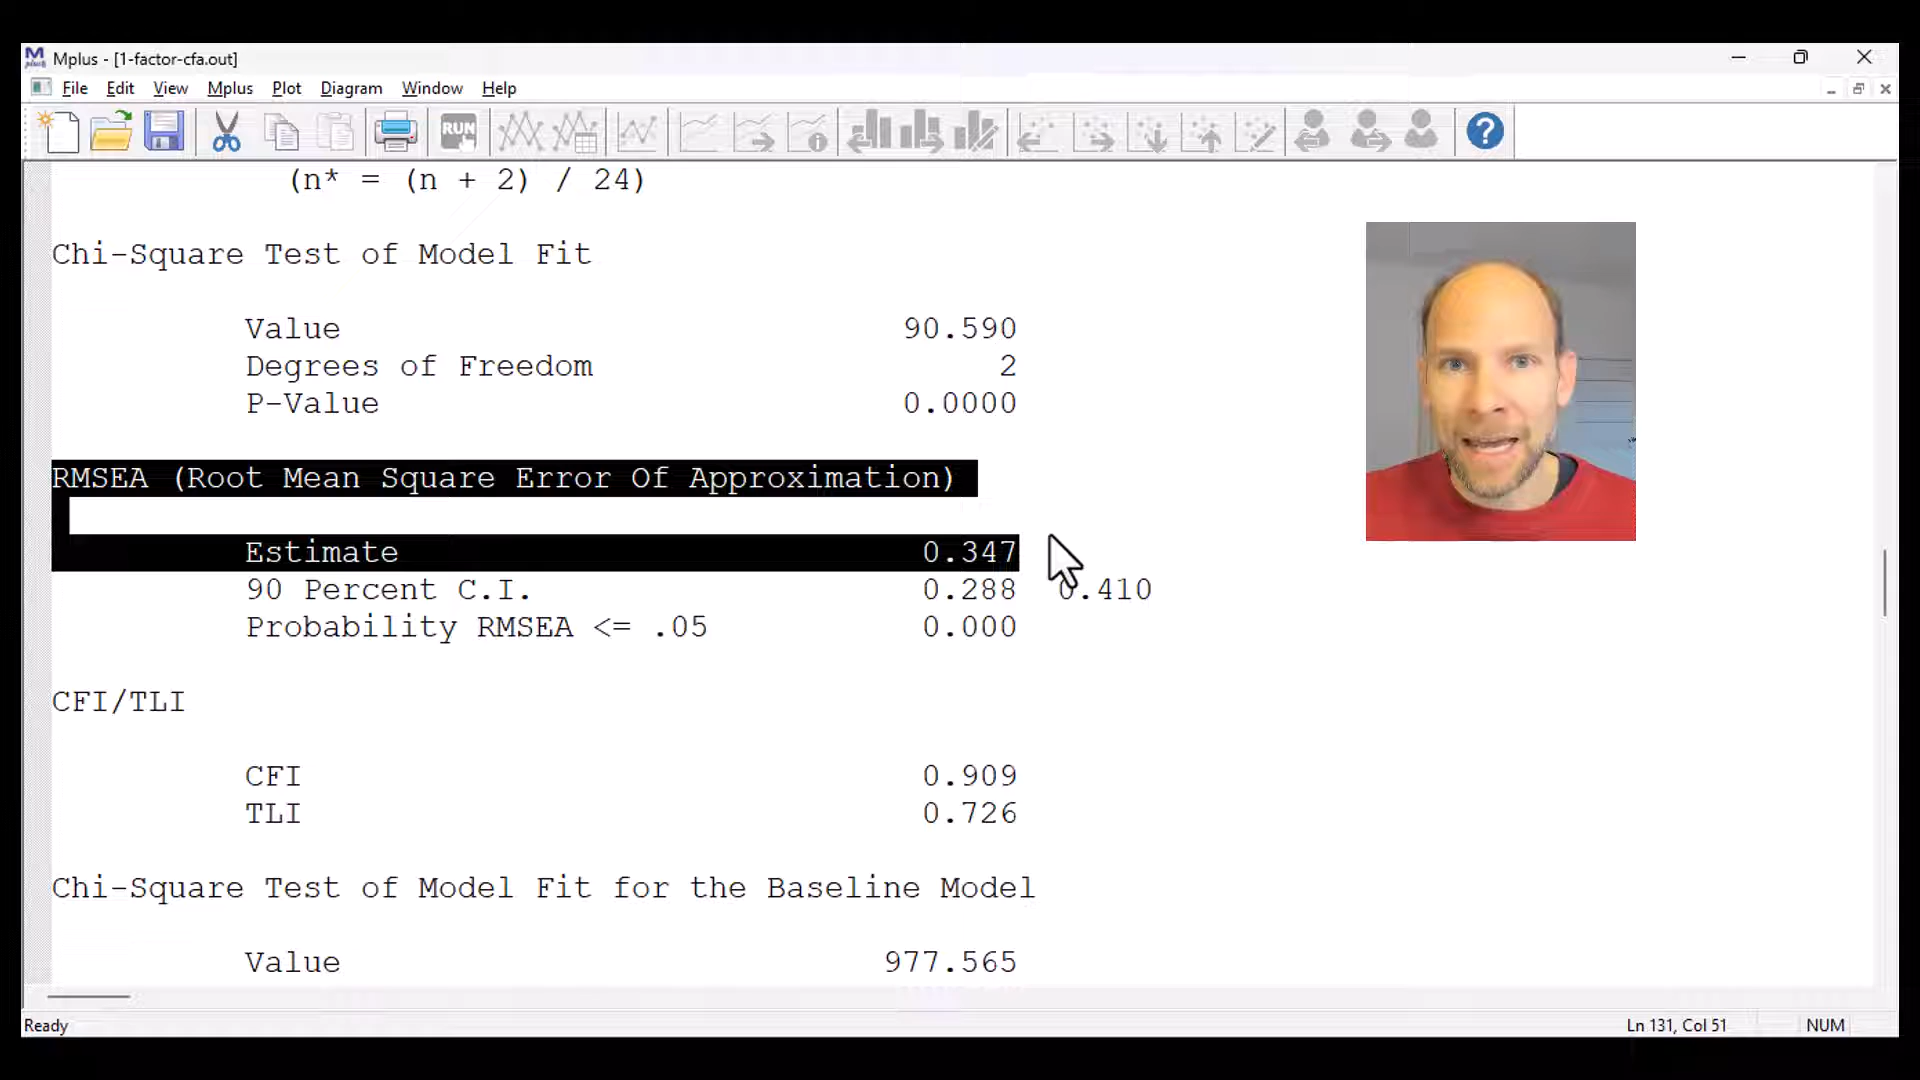 Mplus - [1-factor-cfa.out]
File Edit View Mplus Plot Diagram Window Help
RUN
(n* = (n + 2) / 24)
Chi-Square Test of Model Fit
Value 90.590
Degrees of Freedom 2
P-Value 0.0000
RMSEA (Root Mean Square Error Of Approximation)
Estimate 0.347
90 Percent C.I. 0.288 0.410
Probability RMSEA <= .05 0.000
CFI/TLI
CFI 0.909
TLI 0.726
Chi-Square Test of Model Fit for the Baseline Model
Value 977.565
Ready Ln 131, Col 51 NUM